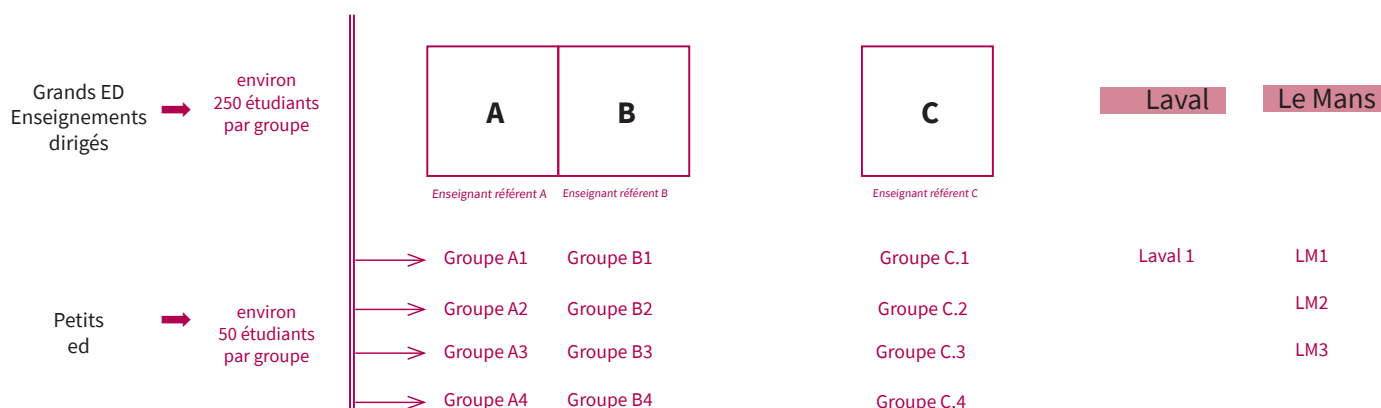 Grands ED
Enseignements
dirigés
environ
250 étudiants
par groupe
A
B
C
Laval
Le Mans
Enseignant référent A
Enseignant référent B
Enseignant référent C
Groupe A1
Groupe B1
Groupe C.1
Laval 1
LM1
Petits
ed
environ
50 étudiants
par groupe
Groupe A2
Groupe B2
Groupe C.2
LM2
Groupe A3
Groupe B3
Groupe C.3
LM3
Groupe A4
Groupe B4
Groupe C.4